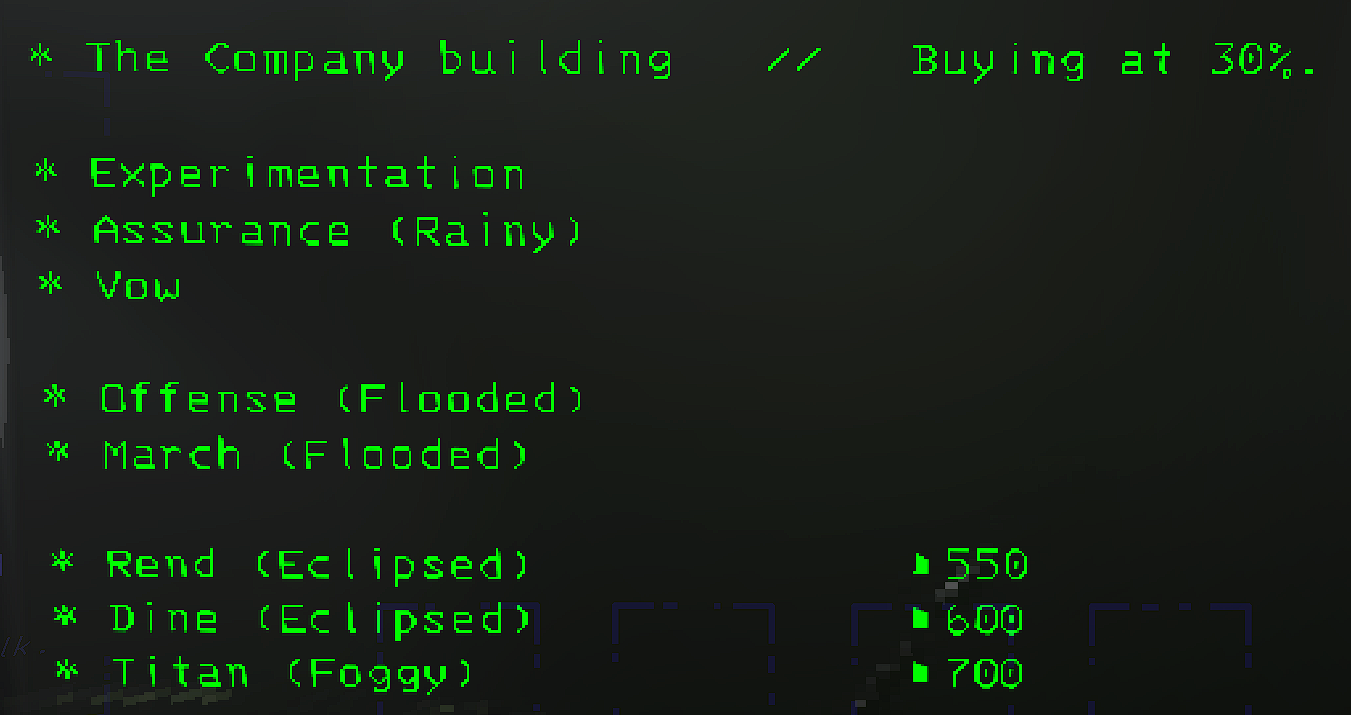 * The Company building // Buying at 30%.
* Experimentation
* Assurance (Rainy)
* Vow
* Offense (Flooded)
* March (Flooded)
* Rend (Eclipsed) 550
* Dine (Eclipsed) 600
* Titan (Foggy) 700